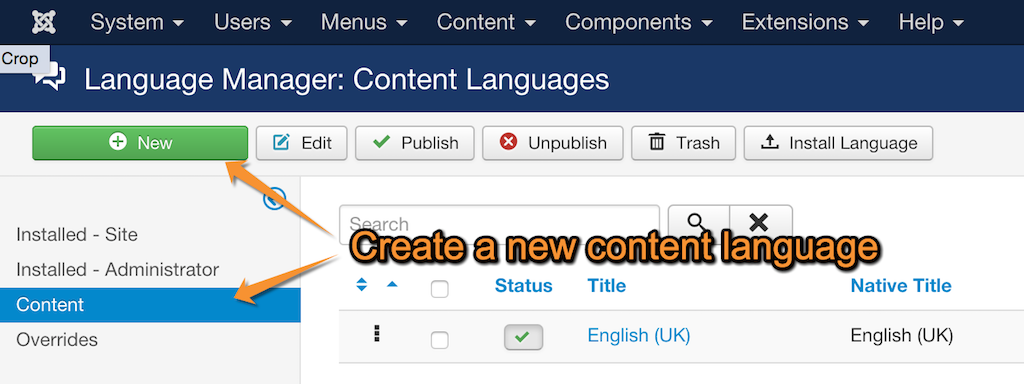 System Users Menus Content Components Extensions Help
Crop
Language Manager: Content Languages
New Edit Publish Unpublish Trash Install Language
Search
Create a new content language
Installed - Site
Installed - Administrator
Content
Overrides
Status Title Native Title
English (UK) English (UK)